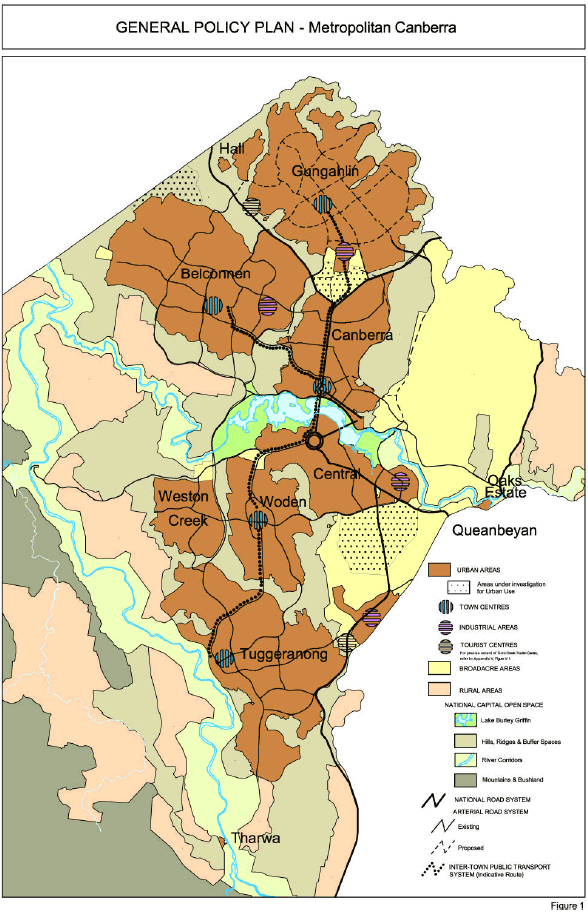 GENERAL POLICY PLAN - Metropolitan Canberra
Hall
Gungahlin
Belconnen
Canberra
Central
Oaks
Estate
Weston
Creek
Woden
Queanbeyan
Tuggeranong
Tharwa
URBAN AREAS
Areas under investigation
for Urban Use
TOWN CENTRES
INDUSTRIAL AREAS
TOURIST CENTRES
BROADACRE AREAS
RURAL AREAS
NATIONAL CAPITAL OPEN SPACE
Lake Burley Griffin
Hills, Ridges & Buffer Spaces
River Corridors
Mountains & Bushland
NATIONAL ROAD SYSTEM
ARTERIAL ROAD SYSTEM
Existing
Proposed
INTER-TOWN PUBLIC TRANSPORT
SYSTEM (Indicative Route)
Figure 1